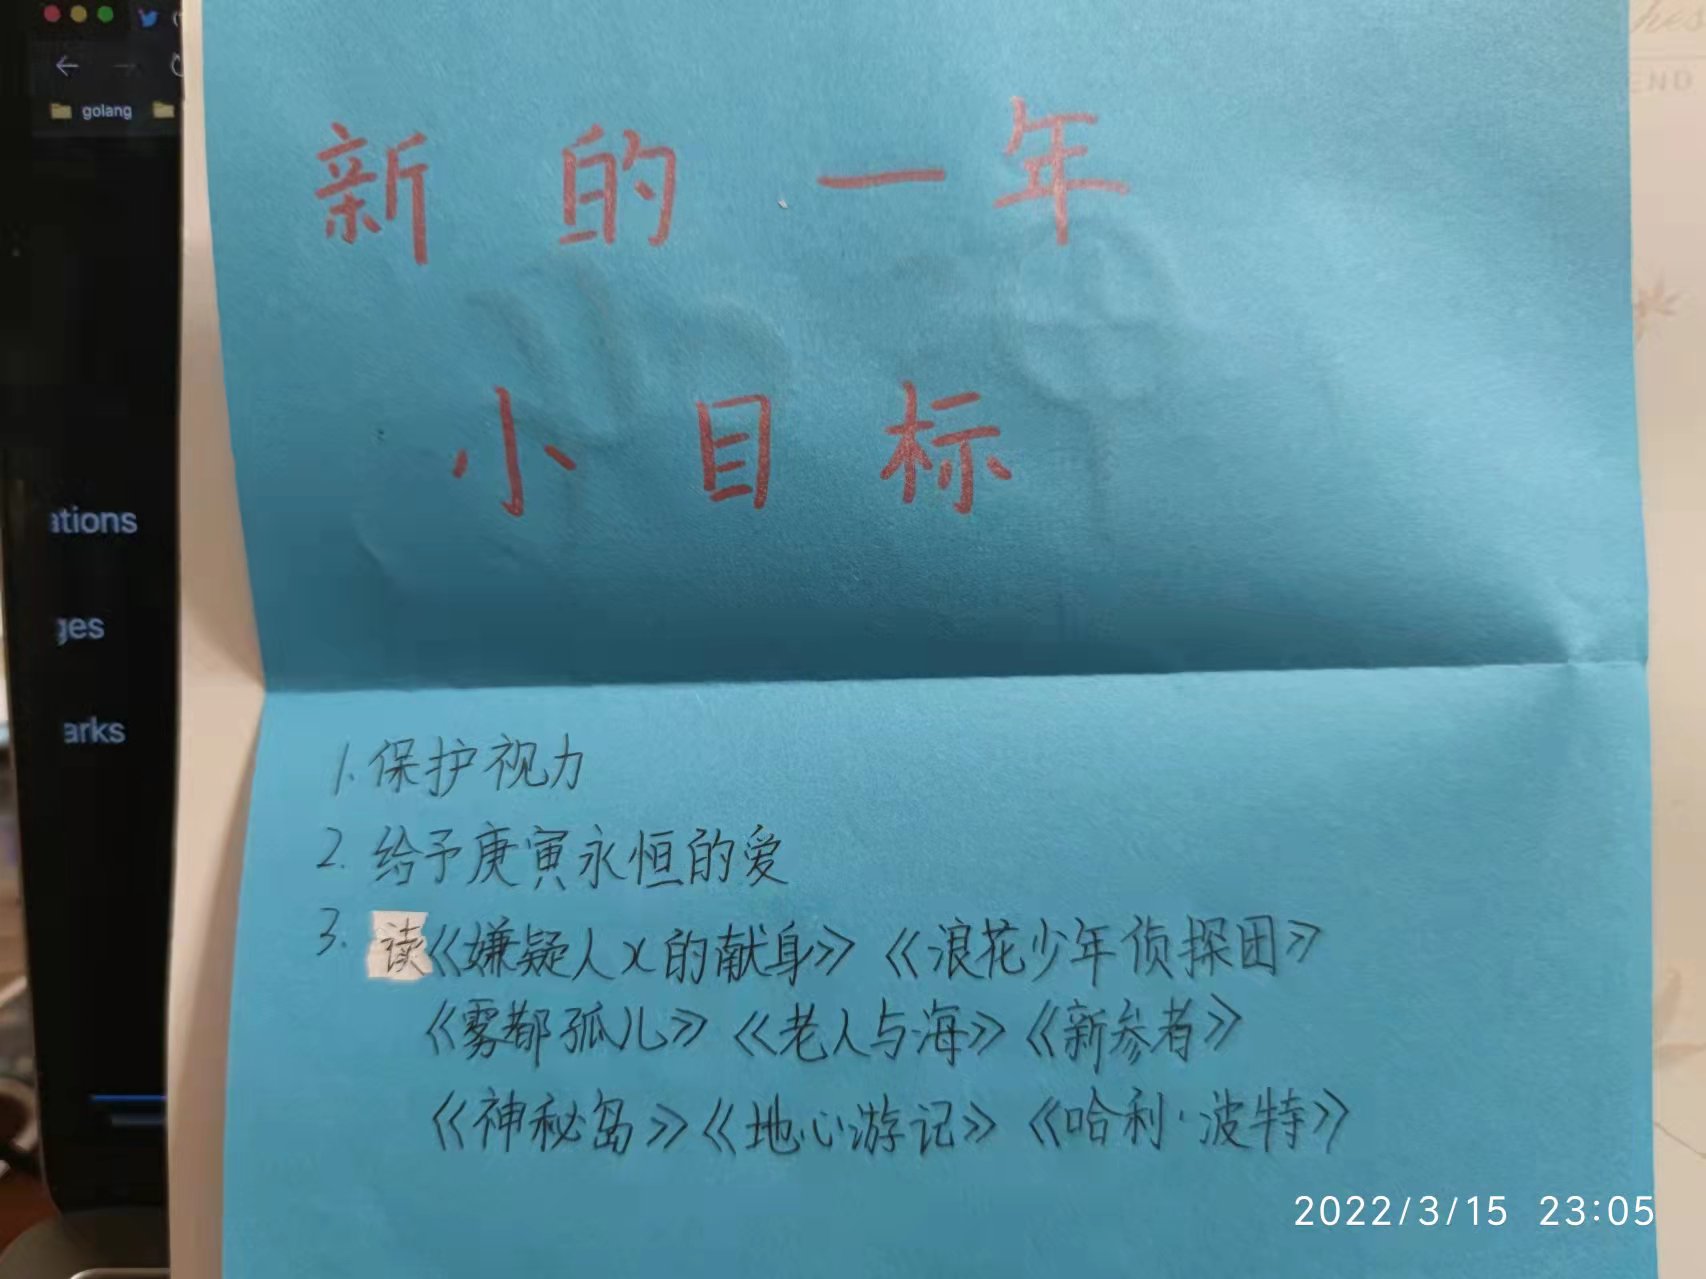 golang
ations
ges
arks
新的一年
小目标
1.保护视力
2.给予庚寅永恒的爱
3.读《嫌疑人x的献身》《浪花少年侦探团》
《雾都孤儿》《老人与海》《新参者》
《神秘岛》《地心游记》《哈利·波特》
2022/3/15 23:05